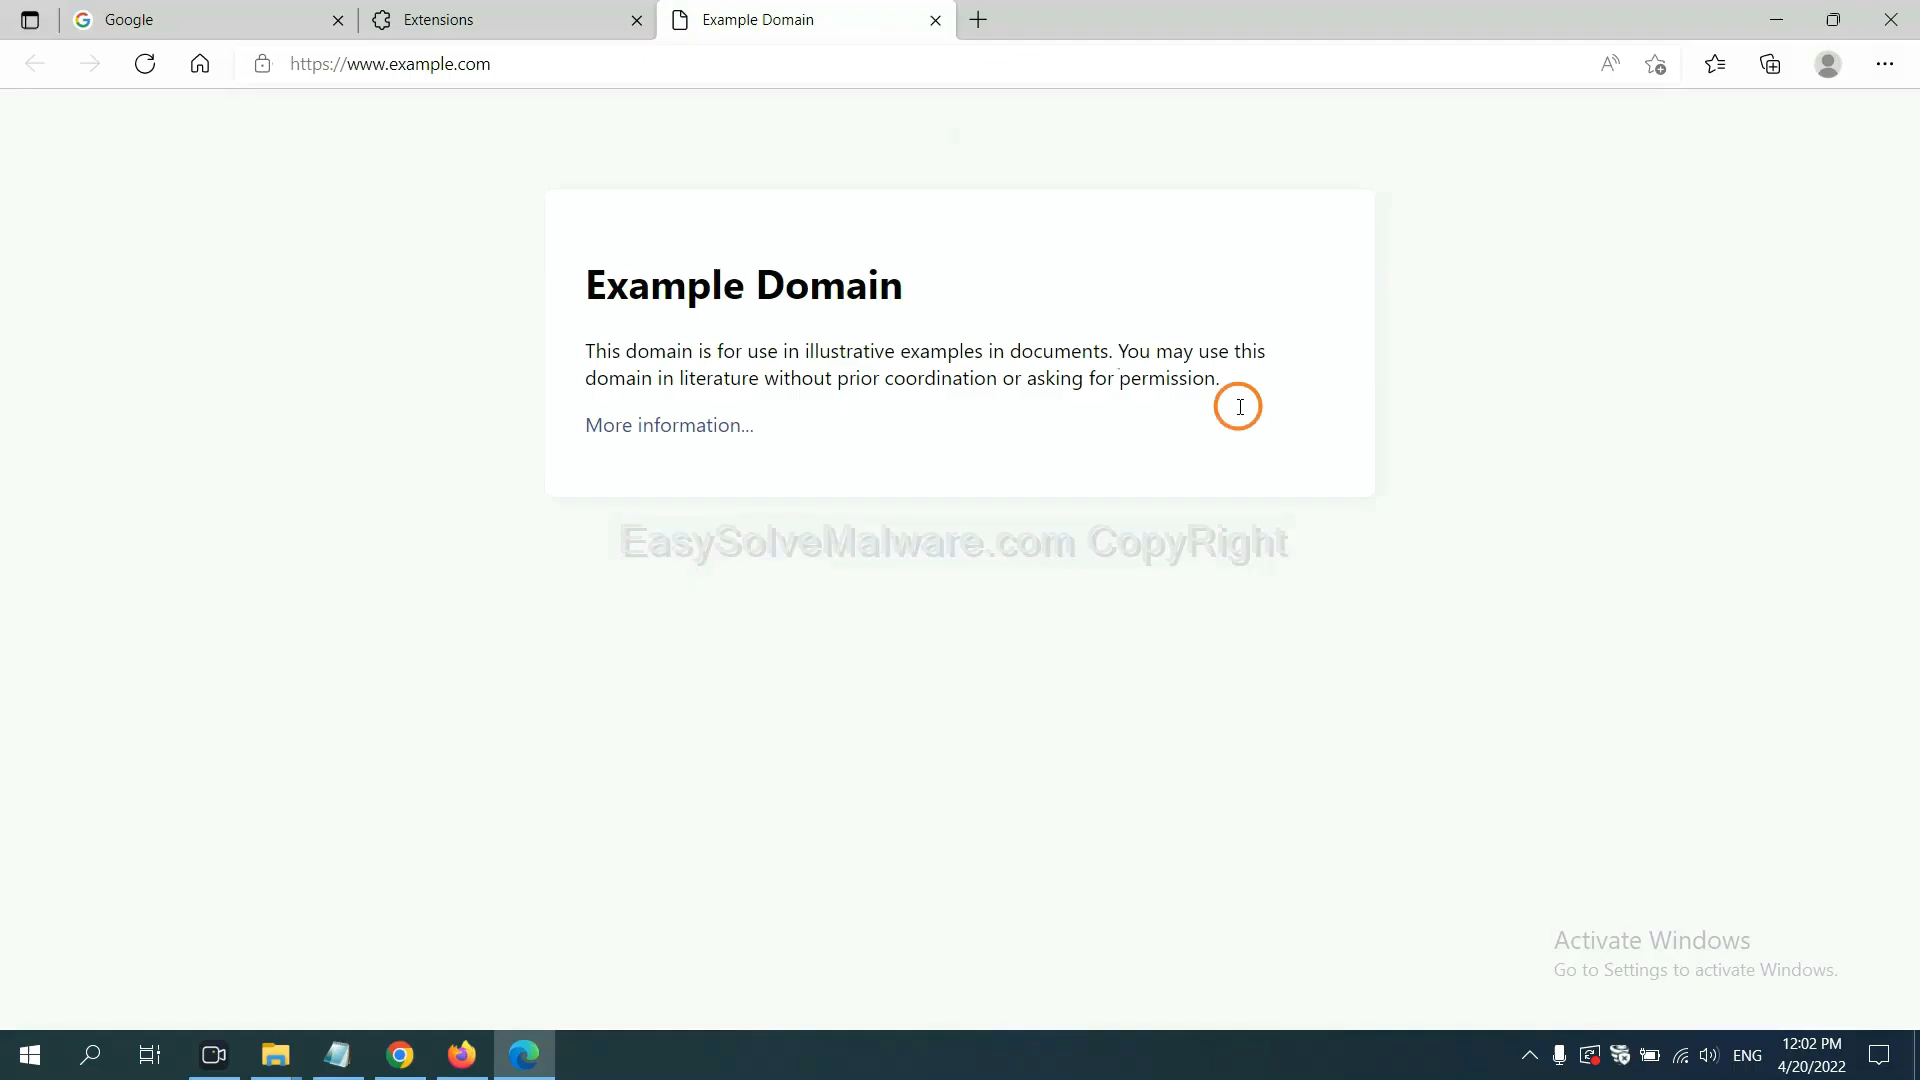 Google
Extensions
Example Domain
https://www.example.com
Example Domain
This domain is for use in illustrative examples in documents. You may use this
domain in literature without prior coordination or asking for permission.
More information...
EasySolveMalware.com CopyRight
Activate Windows
Go to Settings to activate Windows.
ENG
12:02 PM
4/20/2022